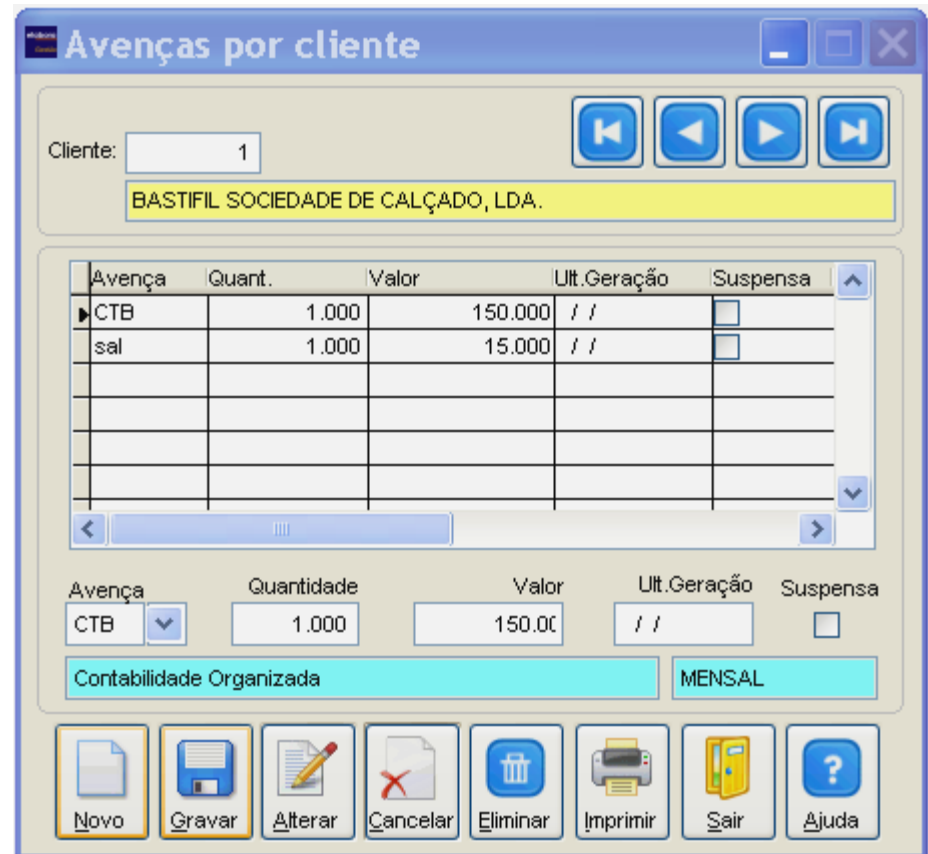 Avenças por cliente
Cliente: 1
BASTIFIL SOCIEDADE DE CALÇADO, LDA.
Avença Quant. Valor Ult.Geração Suspensa
CTB 1.000 150.000 / /
sal 1.000 15.000 / /
Avença Quantidade Valor Ult.Geração Suspensa
CTB 1.000 150.00 / /
Contabilidade Organizada MENSAL
Novo Gravar Alterar Cancelar Eliminar Imprimir Sair Ajuda